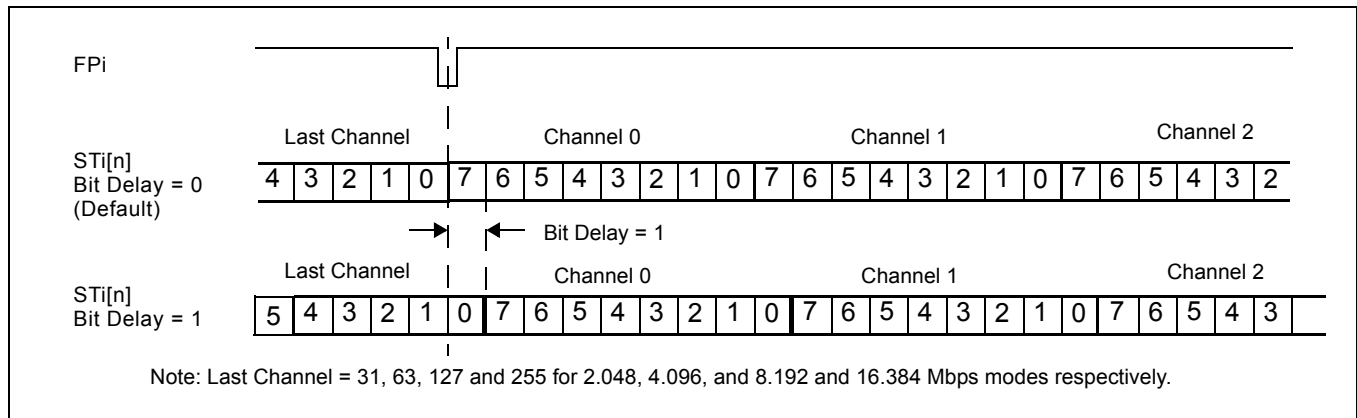 FPi
Last Channel Channel 0 Channel 1 Channel 2
STi[n]
Bit Delay = 0
(Default)
4 3 2 1 0 7 6 5 4 3 2 1 0 7 6 5 4 3 2 1 0 7 6 5 4 3 2
Bit Delay = 1
Last Channel Channel 0 Channel 1 Channel 2
STi[n]
Bit Delay = 1
5 4 3 2 1 0 7 6 5 4 3 2 1 0 7 6 5 4 3 2 1 0 7 6 5 4 3
Note: Last Channel = 31, 63, 127 and 255 for 2.048, 4.096, and 8.192 and 16.384 Mbps modes respectively.